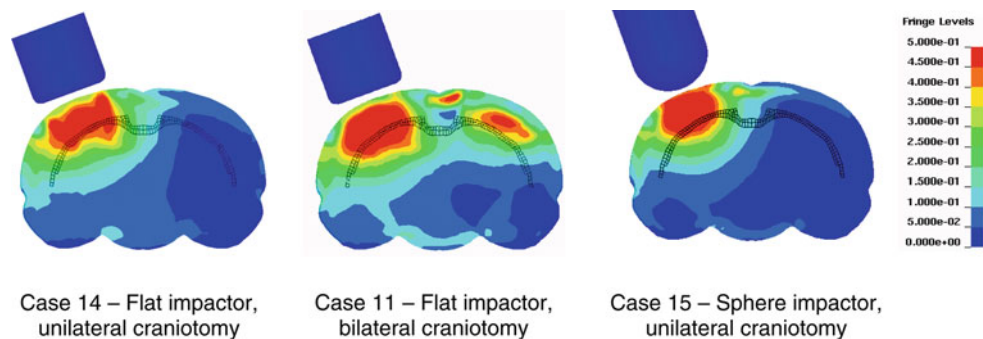 Fringe Levels
5.000e-01
4.500e-01
4.000e-01
3.500e-01
3.000e-01
2.500e-01
2.000e-01
1.500e-01
1.000e-01
5.000e-02
0.000e+00
Case 14 – Flat impactor,
unilateral craniotomy
Case 11 – Flat impactor,
bilateral craniotomy
Case 15 – Sphere impactor,
unilateral craniotomy